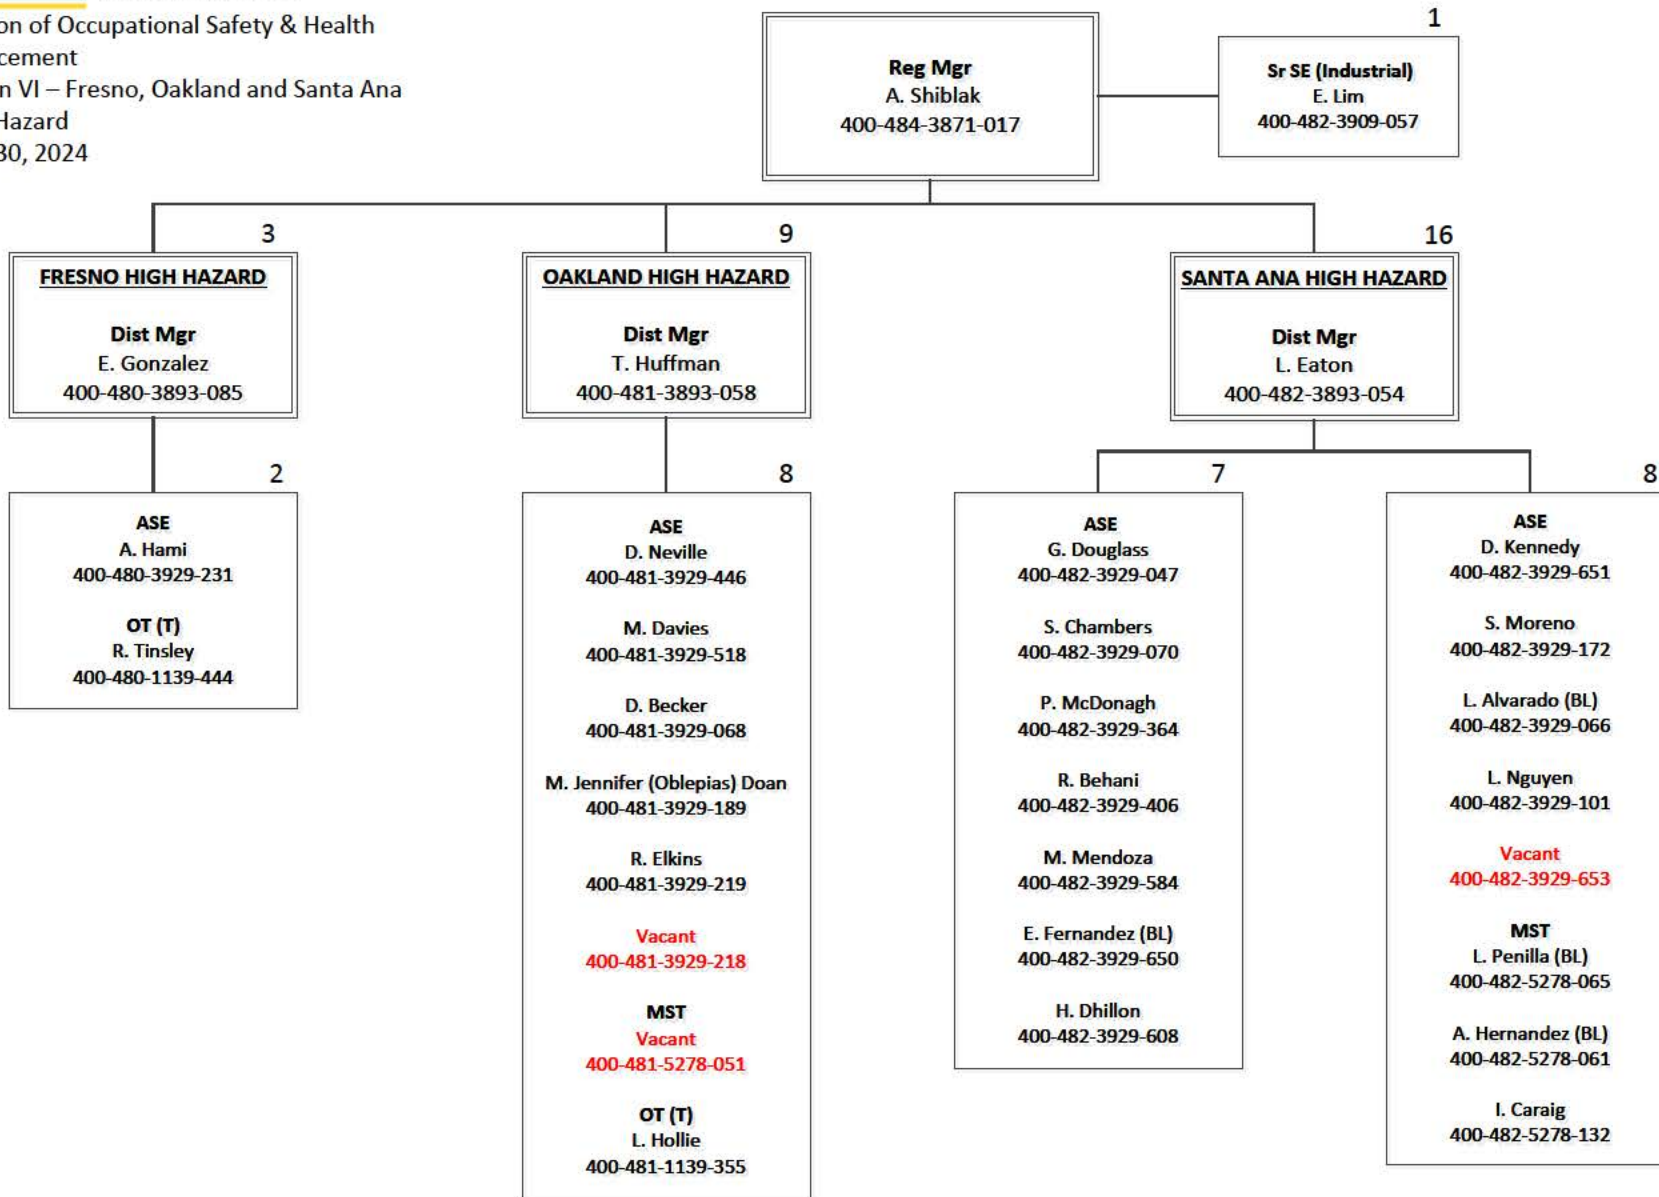 on of Occupational Safety & Health
cement
n VI – Fresno, Oakland and Santa Ana
Hazard
30, 2024
Reg Mgr
A. Shiblak
400-484-3871-017
1
Sr SE (Industrial)
E. Lim
400-482-3909-057
3
FRESNO HIGH HAZARD
Dist Mgr
E. Gonzalez
400-480-3893-085
9
OAKLAND HIGH HAZARD
Dist Mgr
T. Huffman
400-481-3893-058
16
SANTA ANA HIGH HAZARD
Dist Mgr
L. Eaton
400-482-3893-054
2
ASE
A. Hami
400-480-3929-231
OT (T)
R. Tinsley
400-480-1139-444
8
ASE
D. Neville
400-481-3929-446
M. Davies
400-481-3929-518
D. Becker
400-481-3929-068
M. Jennifer (Oblepias) Doan
400-481-3929-189
R. Elkins
400-481-3929-219
Vacant
400-481-3929-218
MST
Vacant
400-481-5278-051
OT (T)
L. Hollie
400-481-1139-355
7
ASE
G. Douglass
400-482-3929-047
S. Chambers
400-482-3929-070
P. McDonagh
400-482-3929-364
R. Behani
400-482-3929-406
M. Mendoza
400-482-3929-584
E. Fernandez (BL)
400-482-3929-650
H. Dhillon
400-482-3929-608
8
ASE
D. Kennedy
400-482-3929-651
S. Moreno
400-482-3929-172
L. Alvarado (BL)
400-482-3929-066
L. Nguyen
400-482-3929-101
Vacant
400-482-3929-653
MST
L. Penilla (BL)
400-482-5278-065
A. Hernandez (BL)
400-482-5278-061
I. Caraig
400-482-5278-132